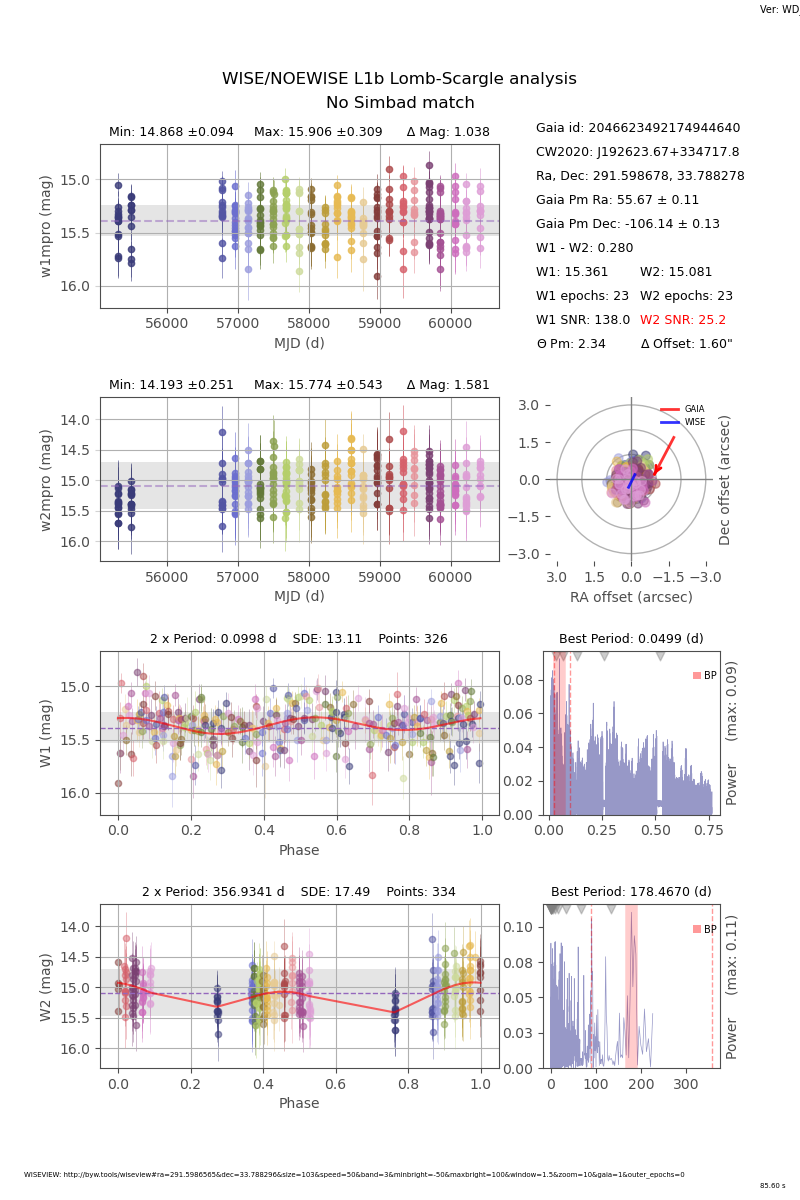 Ver: WD_
WISE/NOEWISE L1b Lomb-Scargle analysis
No Simbad match
Min: 14.868 ±0.094 Max: 15.906 ±0.309 Δ Mag: 1.038
w1mpro (mag)
15.0
15.5
16.0
56000 57000 58000 59000 60000
MJD (d)
Gaia id: 2046623492174944640
CW2020: J192623.67+334717.8
Ra, Dec: 291.598678, 33.788278
Gaia Pm Ra: 55.67 ± 0.11
Gaia Pm Dec: -106.14 ± 0.13
W1 - W2: 0.280
W1: 15.361 W2: 15.081
W1 epochs: 23 W2 epochs: 23
W1 SNR: 138.0 W2 SNR: 25.2
Θ Pm: 2.34 Δ Offset: 1.60"
Min: 14.193 ±0.251 Max: 15.774 ±0.543 Δ Mag: 1.581
w2mpro (mag)
14.0
14.5
15.0
15.5
16.0
56000 57000 58000 59000 60000
MJD (d)
GAIA
WISE
3.0
1.5
0.0
−1.5
−3.0
3.0 1.5 0.0 −1.5 −3.0
RA offset (arcsec)
Dec offset (arcsec)
2 x Period: 0.0998 d SDE: 13.11 Points: 326
W1 (mag)
15.0
15.5
16.0
0.0 0.2 0.4 0.6 0.8 1.0
Phase
Best Period: 0.0499 (d)
BP
0.08
0.06
0.04
0.02
0.00
0.00 0.25 0.50 0.75
Power (max: 0.09)
2 x Period: 356.9341 d SDE: 17.49 Points: 334
W2 (mag)
14.0
14.5
15.0
15.5
16.0
0.0 0.2 0.4 0.6 0.8 1.0
Phase
Best Period: 178.4670 (d)
BP
0.10
0.08
0.05
0.03
0.00
0 100 200 300
Power (max: 0.11)
WISEVIEW: http://byw.tools/wiseview#ra=291.5986565&dec=33.788296&size=103&speed=50&band=3&minbright=-50&maxbright=100&window=1.5&zoom=10&gaia=1&outer_epochs=0
85.60 s